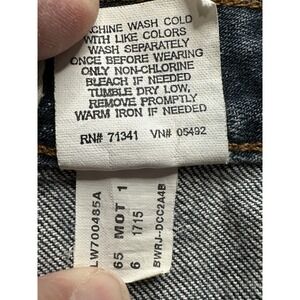 MACHINE WASH COLD
WITH LIKE COLORS
WASH SEPARATELY
ONCE BEFORE WEARING
ONLY NON-CHLORINE
BLEACH IF NEEDED
TUMBLE DRY LOW,
REMOVE PROMPTLY
WARM IRON IF NEEDED
RN# 71341 VN# 05492
LW700485A
65 MOT 1
6 1715
BWRJ-DCC2A4B